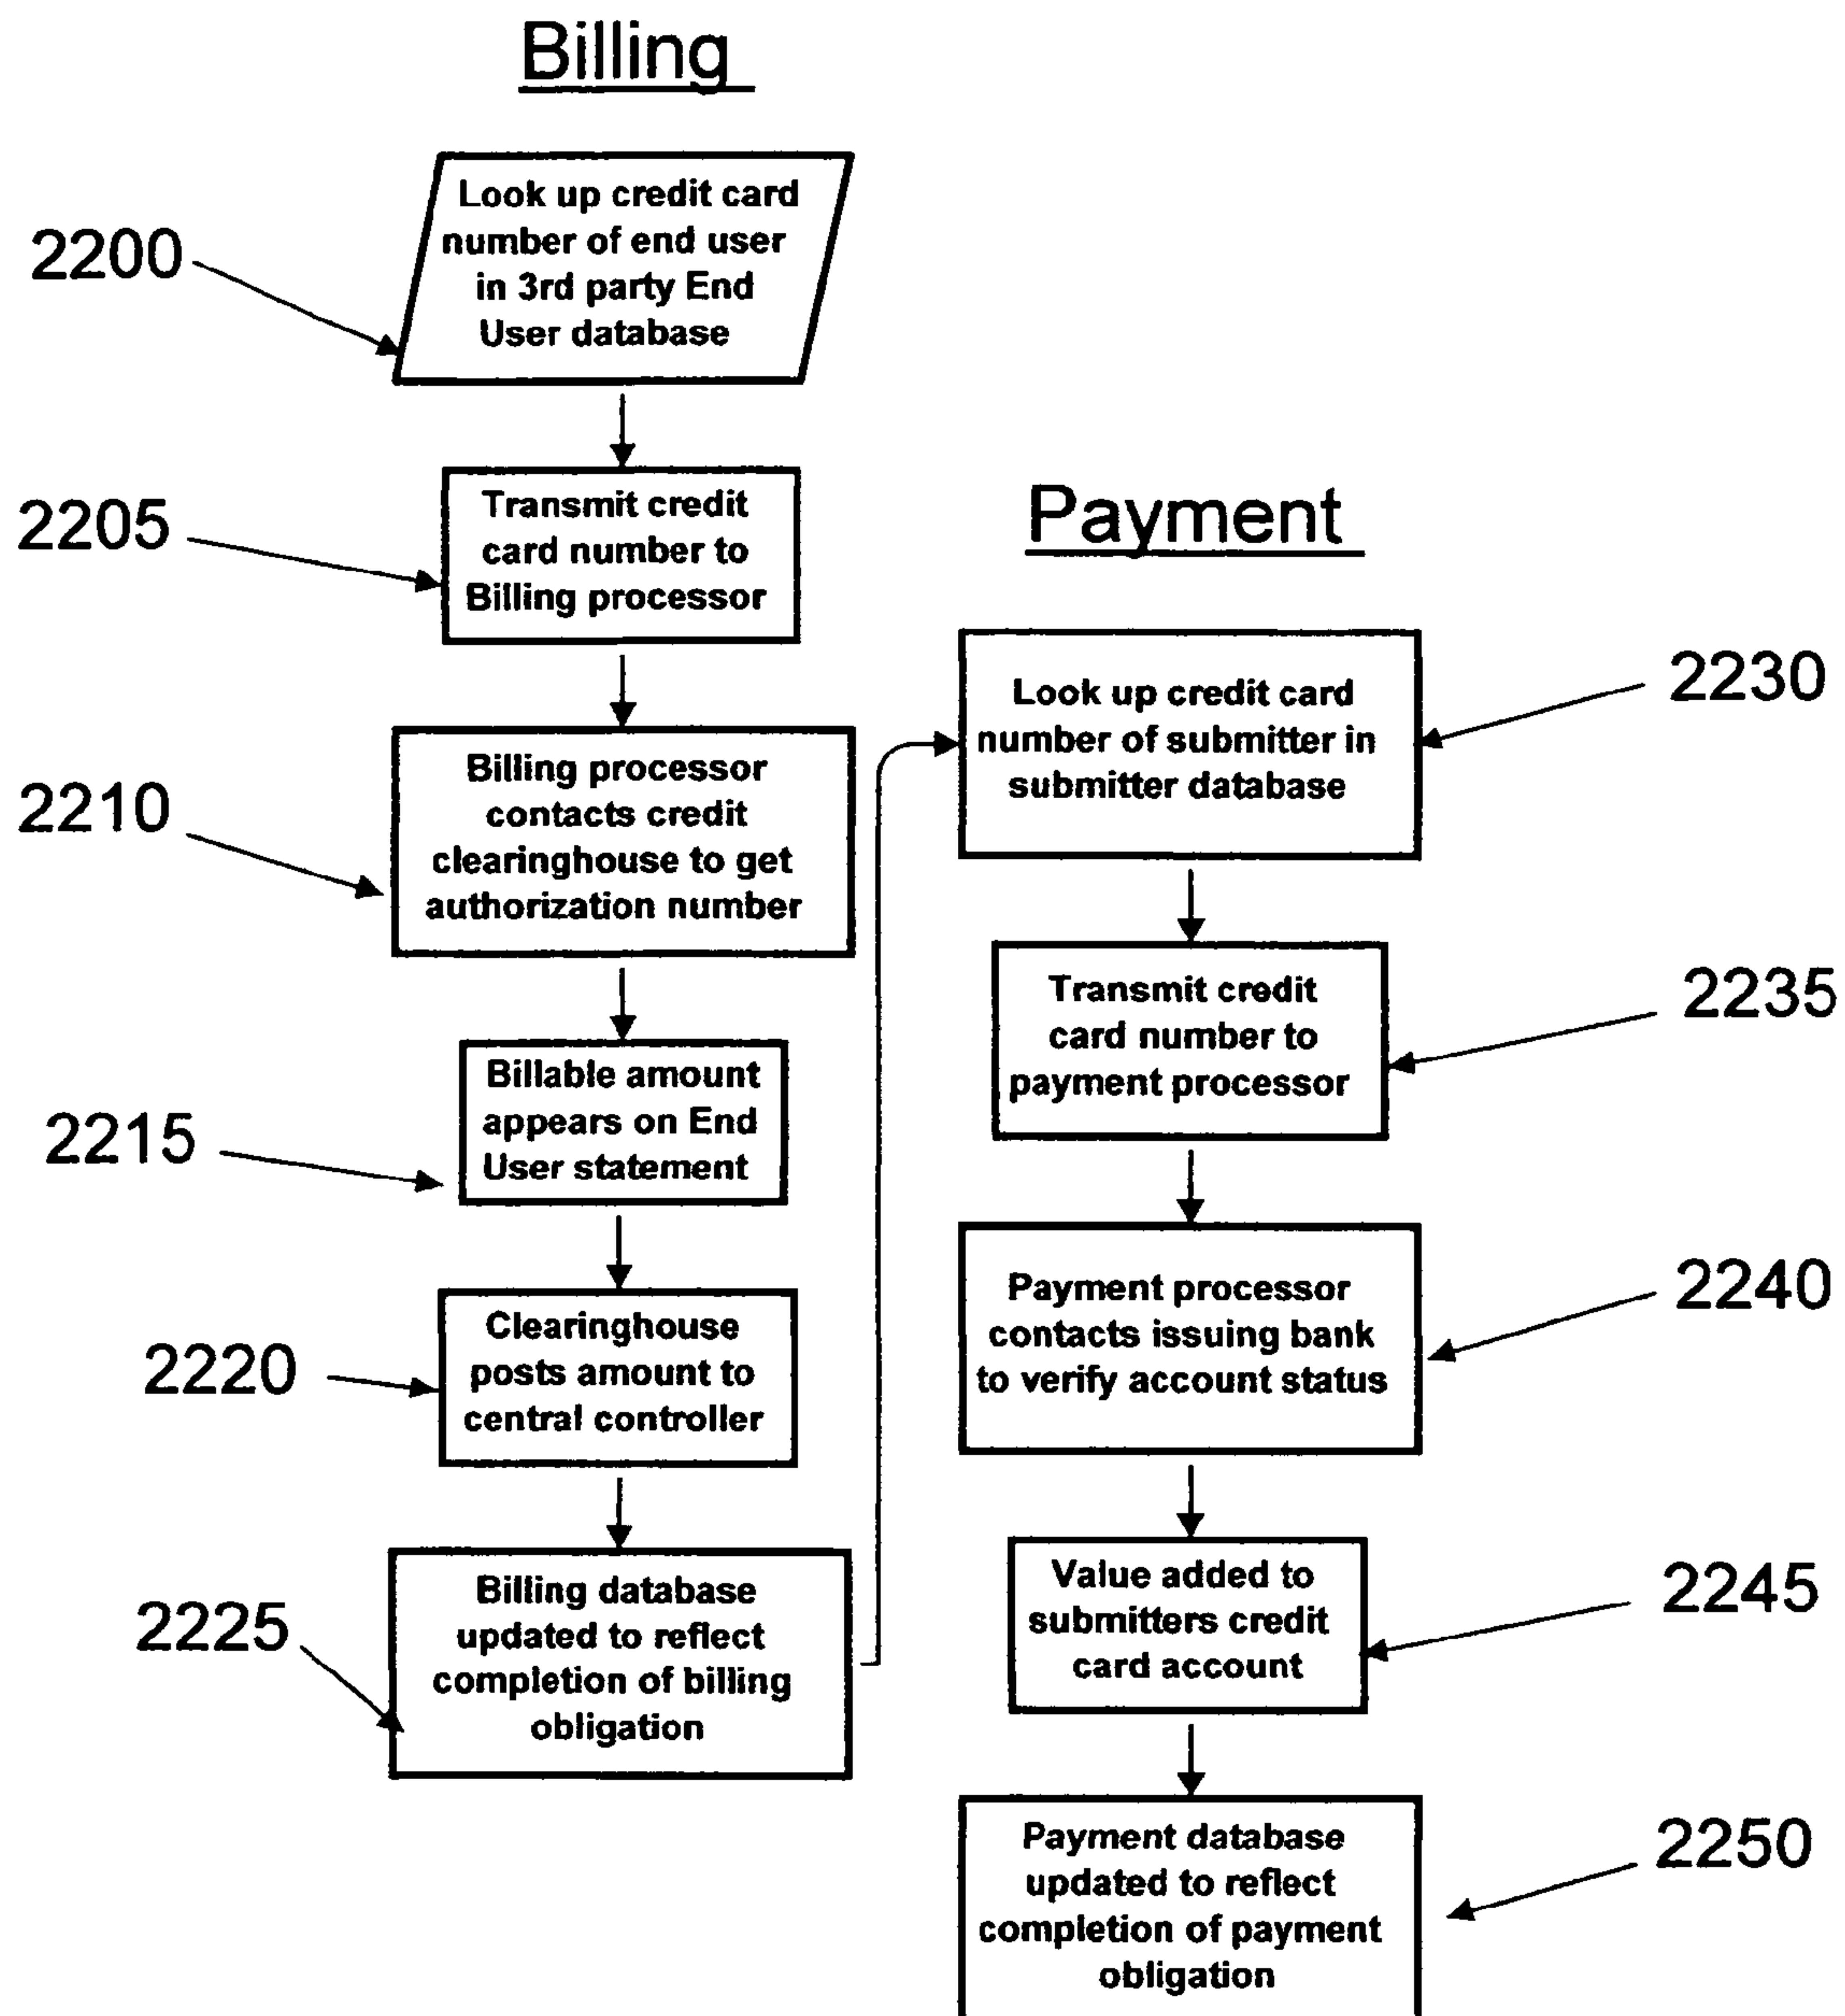 Billing
2200
Look up credit card
number of end user
in 3rd party End
User database
2205
Transmit credit
card number to
Billing processor
2210
Billing processor
contacts credit
clearinghouse to get
authorization number
2215
Billable amount
appears on End
User statement
2220
Clearinghouse
posts amount to
central controller
2225
Billing database
updated to reflect
completion of billing
obligation
Payment
Look up credit card
number of submitter in
submitter database
2230
Transmit credit
card number to
payment processor
2235
Payment processor
contacts issuing bank
to verify account status
2240
Value added to
submitters credit
card account
2245
Payment database
updated to reflect
completion of payment
obligation
2250